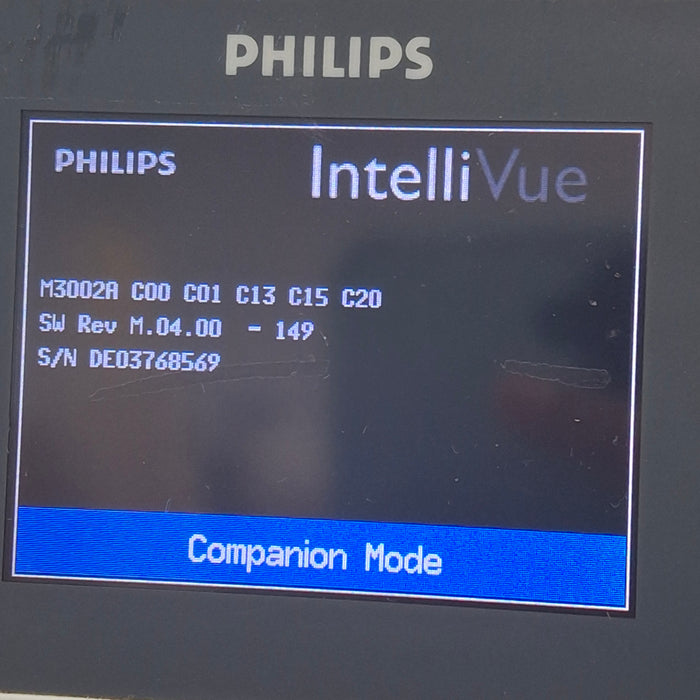 PHILIPS
PHILIPS
IntelliVue
M3002A C00 C01 C13 C15 C20
SW Rev M.04.00 - 149
S/N DE03768569
Companion Mode